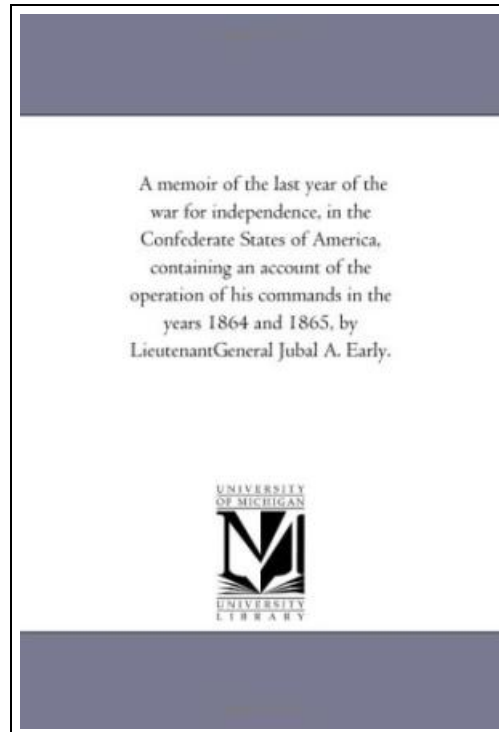 A memoir of the last year of the
war for independence, in the
Confederate States of America,
containing an account of the
operation of his commands in the
years 1864 and 1865, by
LieutenantGeneral Jubal A. Early.
UNIVERSITY
OF MICHIGAN
M
UNIVERSITY
LIBRARY